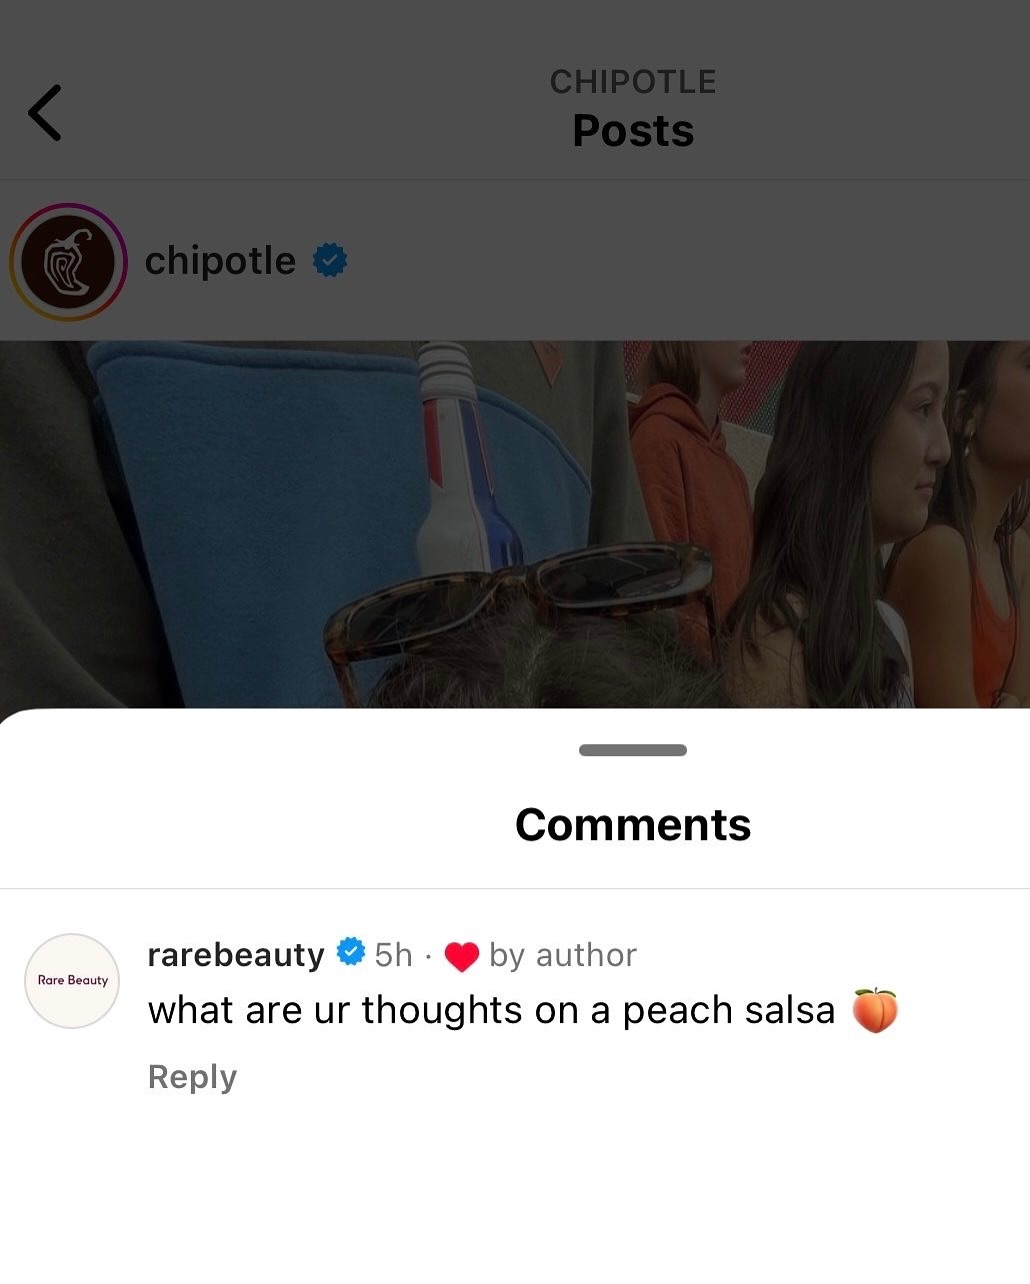 CHIPOTLE
Posts
chipotle
Comments
Rare Beauty
rarebeauty 5h · ❤️ by author
what are ur thoughts on a peach salsa 🍑
Reply